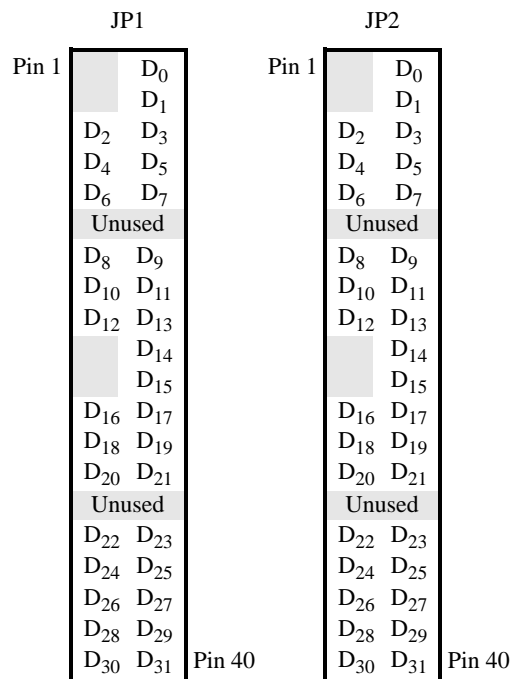 JP1 JP2
Pin 1 D0 Pin 1 D0
D1 D1
D2 D3 D2 D3
D4 D5 D4 D5
D6 D7 D6 D7
Unused Unused
D8 D9 D8 D9
D10 D11 D10 D11
D12 D13 D12 D13
D14 D14
D15 D15
D16 D17 D16 D17
D18 D19 D18 D19
D20 D21 D20 D21
Unused Unused
D22 D23 D22 D23
D24 D25 D24 D25
D26 D27 D26 D27
D28 D29 D28 D29
D30 D31 Pin 40 D30 D31 Pin 40